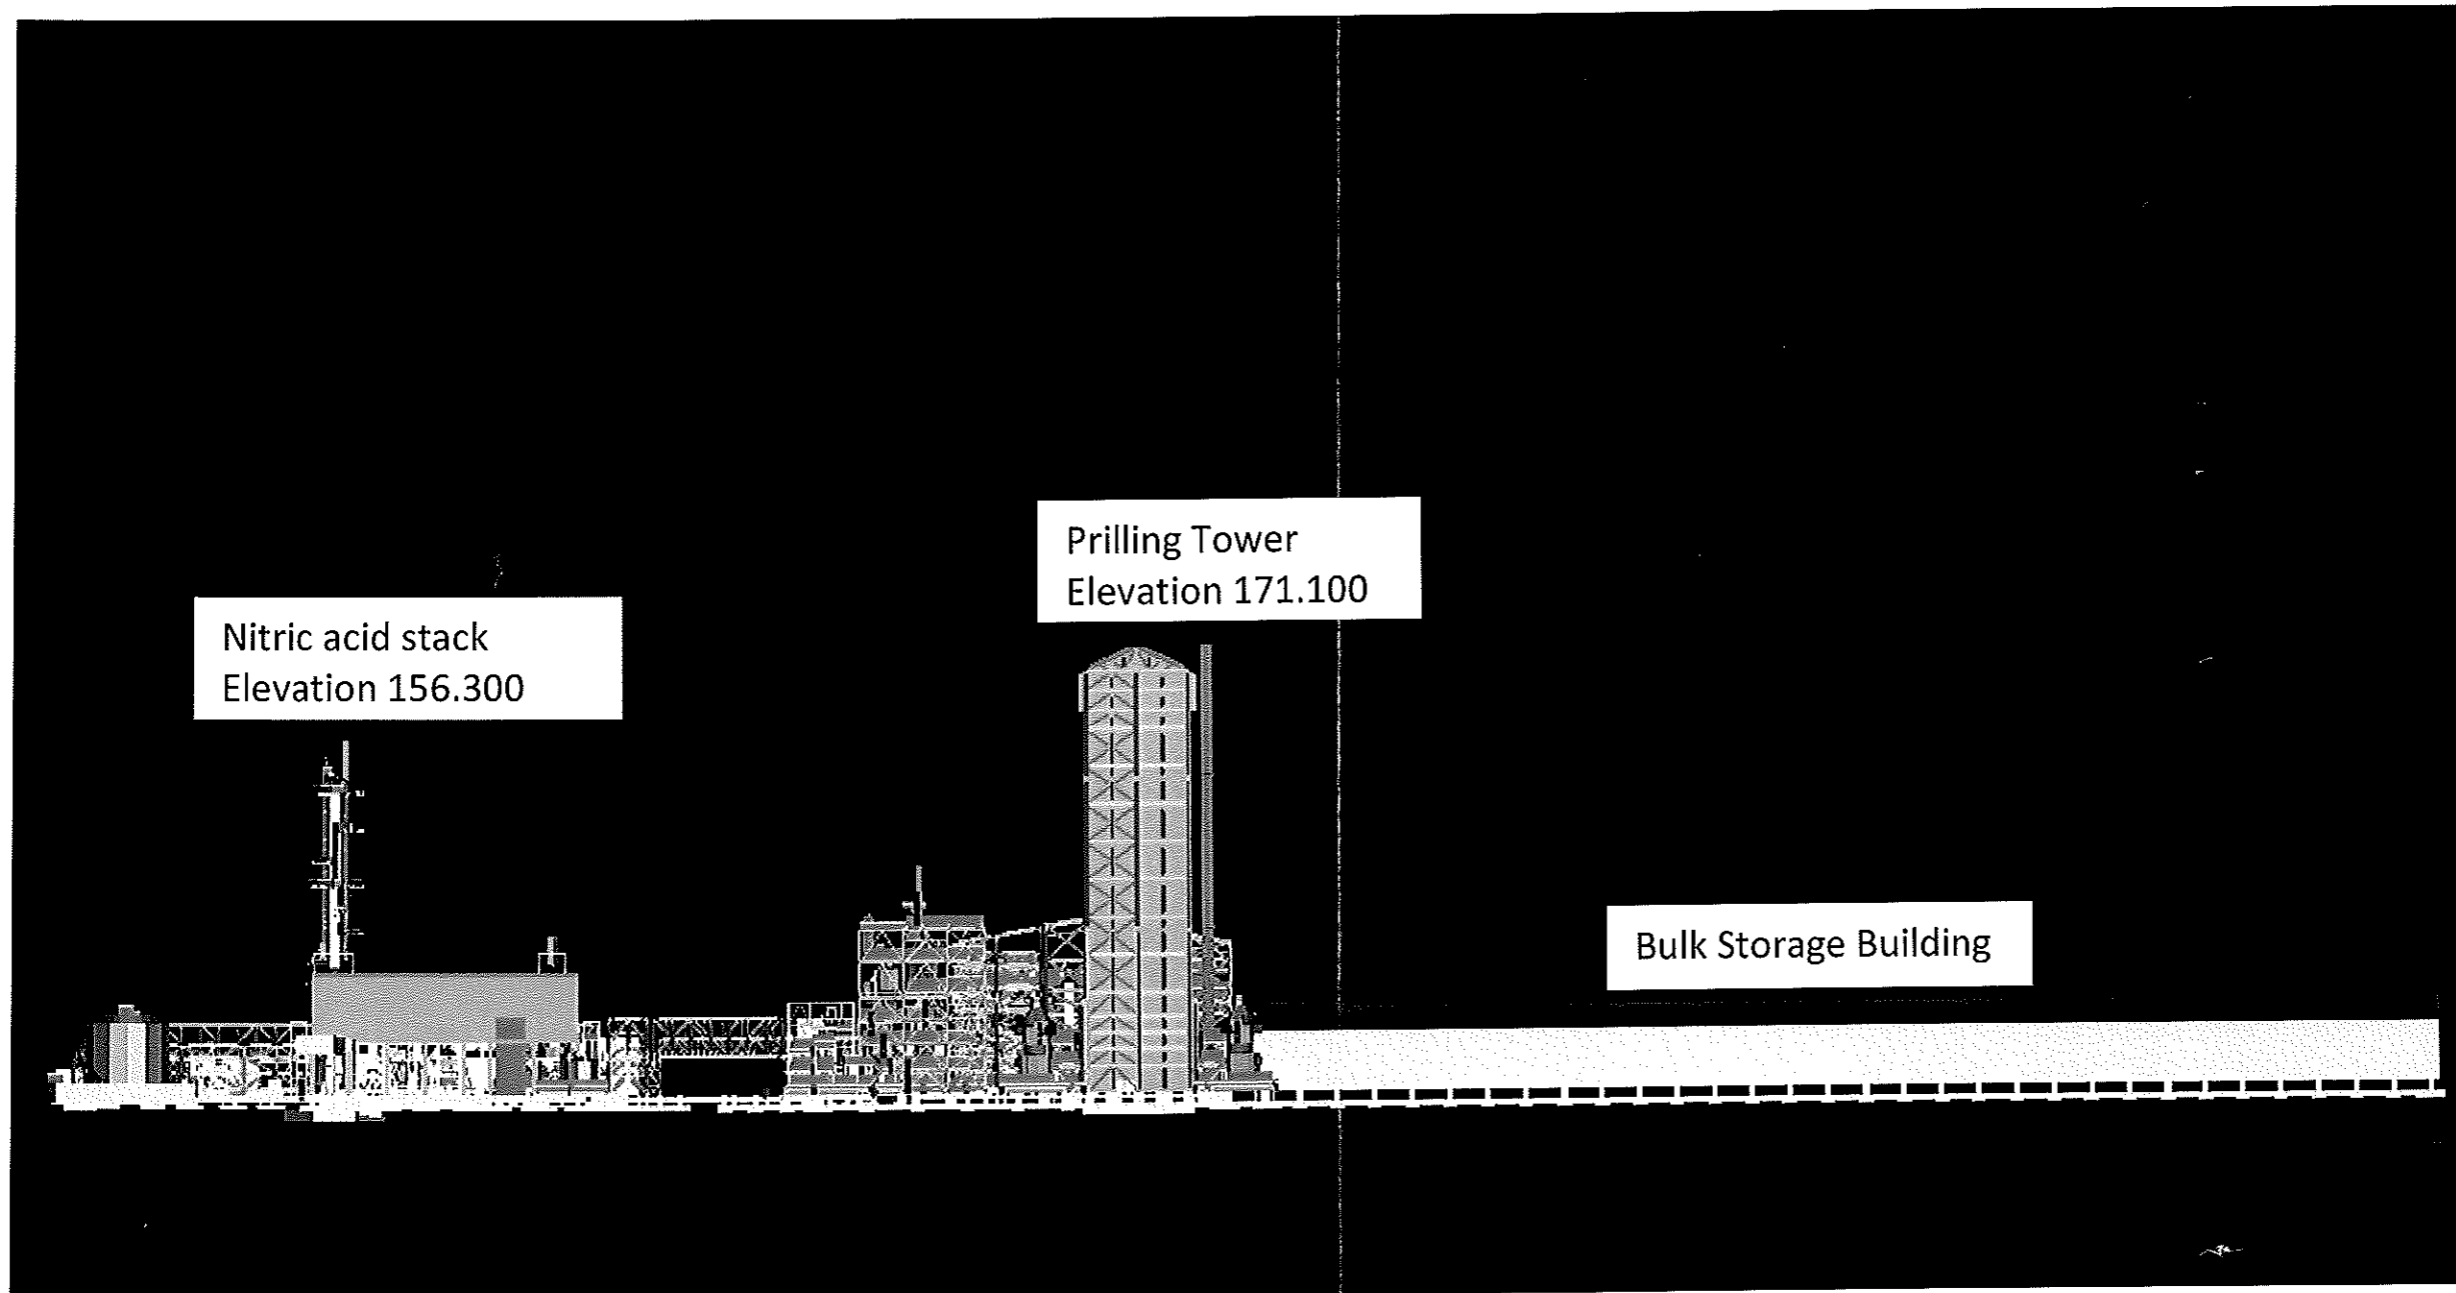 Prilling Tower
Elevation 171.100
Nitric acid stack
Elevation 156.300
Bulk Storage Building